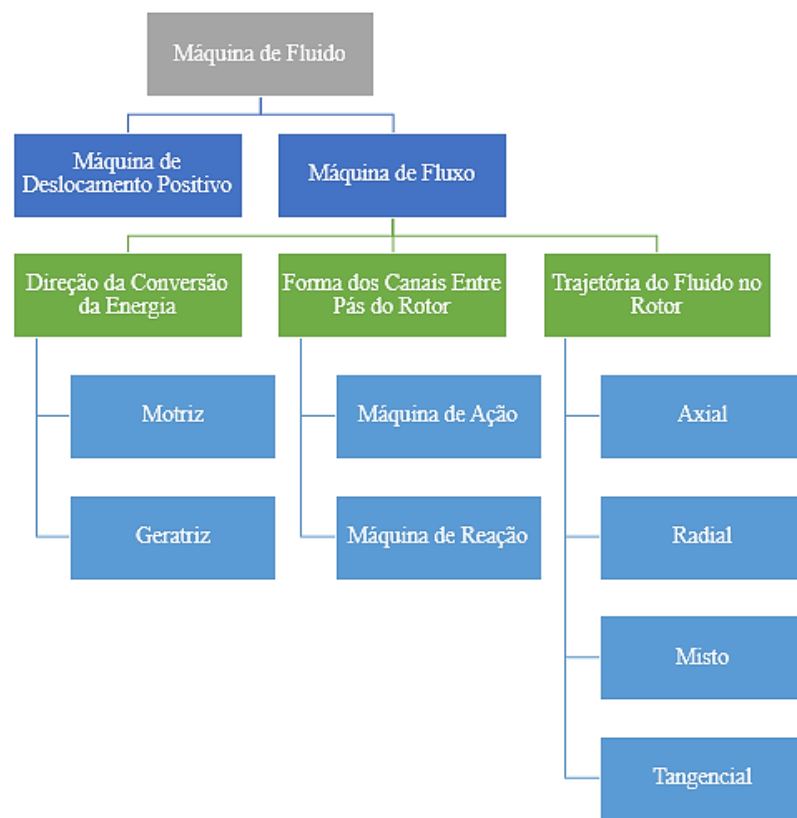 Máquina de Fluido
Máquina de
Deslocamento Positivo
Máquina de Fluxo
Direção da Conversão
da Energia
Forma dos Canais Entre
Pás do Rotor
Trajetória do Fluido no
Rotor
Motriz
Máquina de Ação
Axial
Geratriz
Máquina de Reação
Radial
Misto
Tangencial